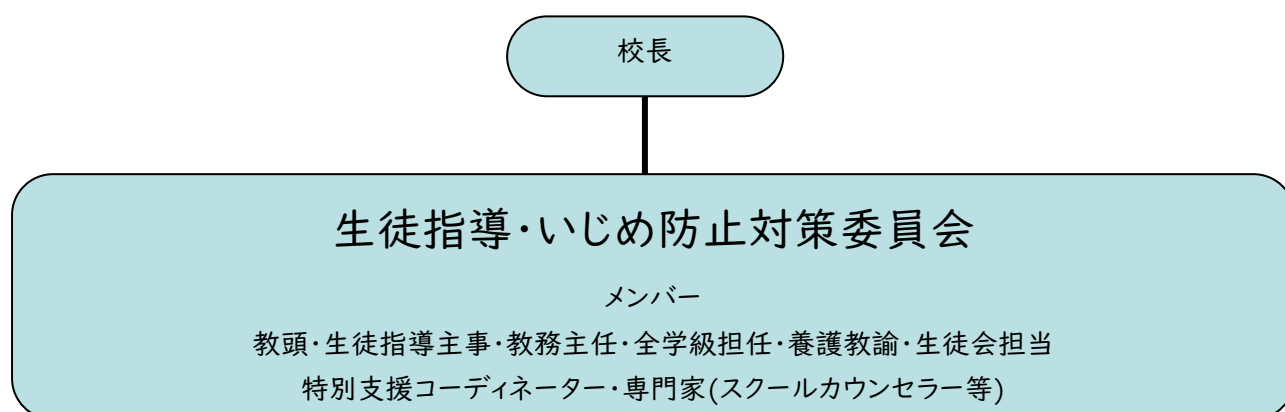 校長
生徒指導・いじめ防止対策委員会
メンバー
教頭・生徒指導主事・教務主任・全学級担任・養護教諭・生徒会担当
特別支援コーディネーター・専門家(スクールカウンセラー等)